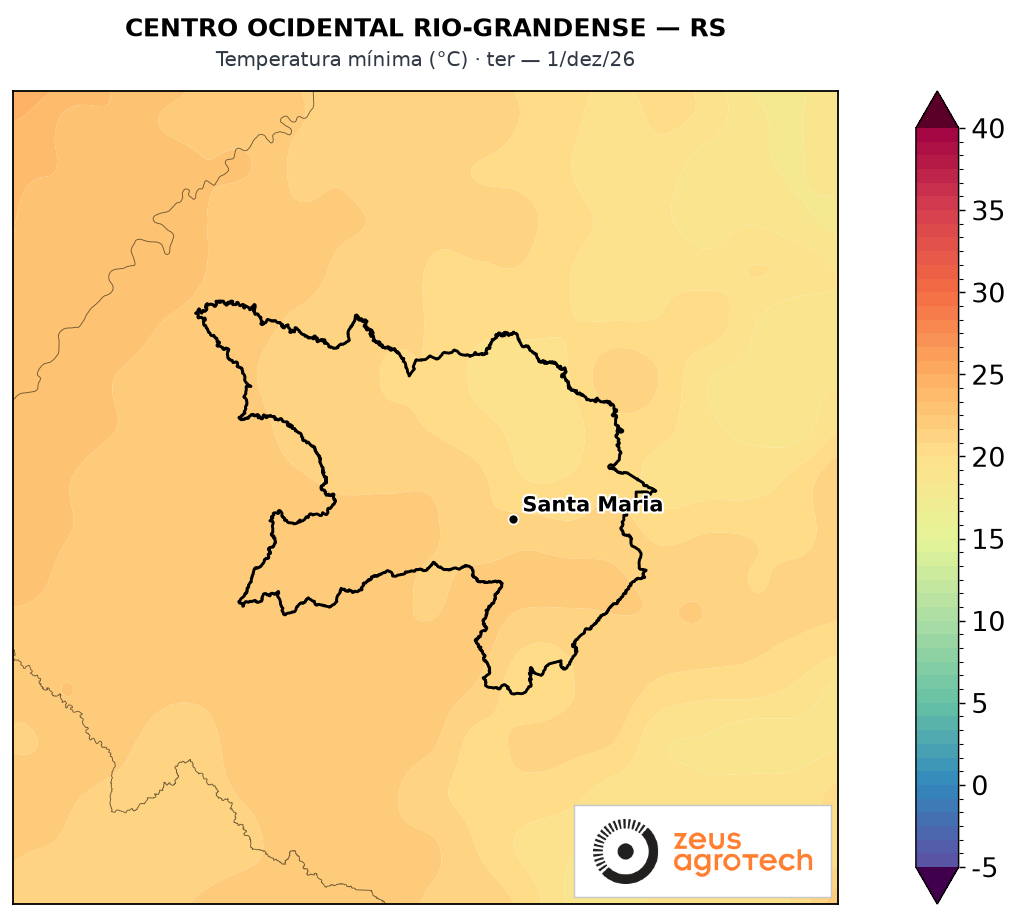 CENTRO OCIDENTAL RIO-GRANDENSE — RS
Temperatura mínima (°C) · ter — 1/dez/26
40
35
30
25
20
15
10
5
0
-5
Santa Maria
zeus
agrotech